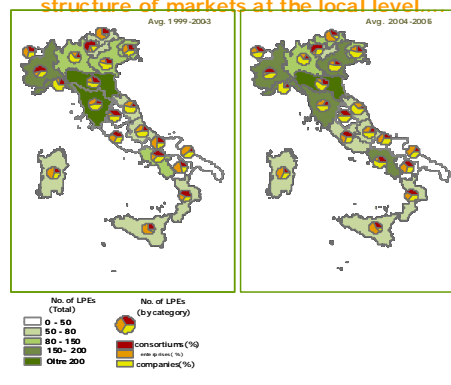 structure of markets at the local level...
Avg. 1999-2003
Avg. 2004-2005
No. of LPEs
(Total)
0 - 50
50 - 80
80 - 150
150 - 200
Oltre 200
No. of LPEs
(by category)
consortiums (%)
enterprises (%)
companies (%)